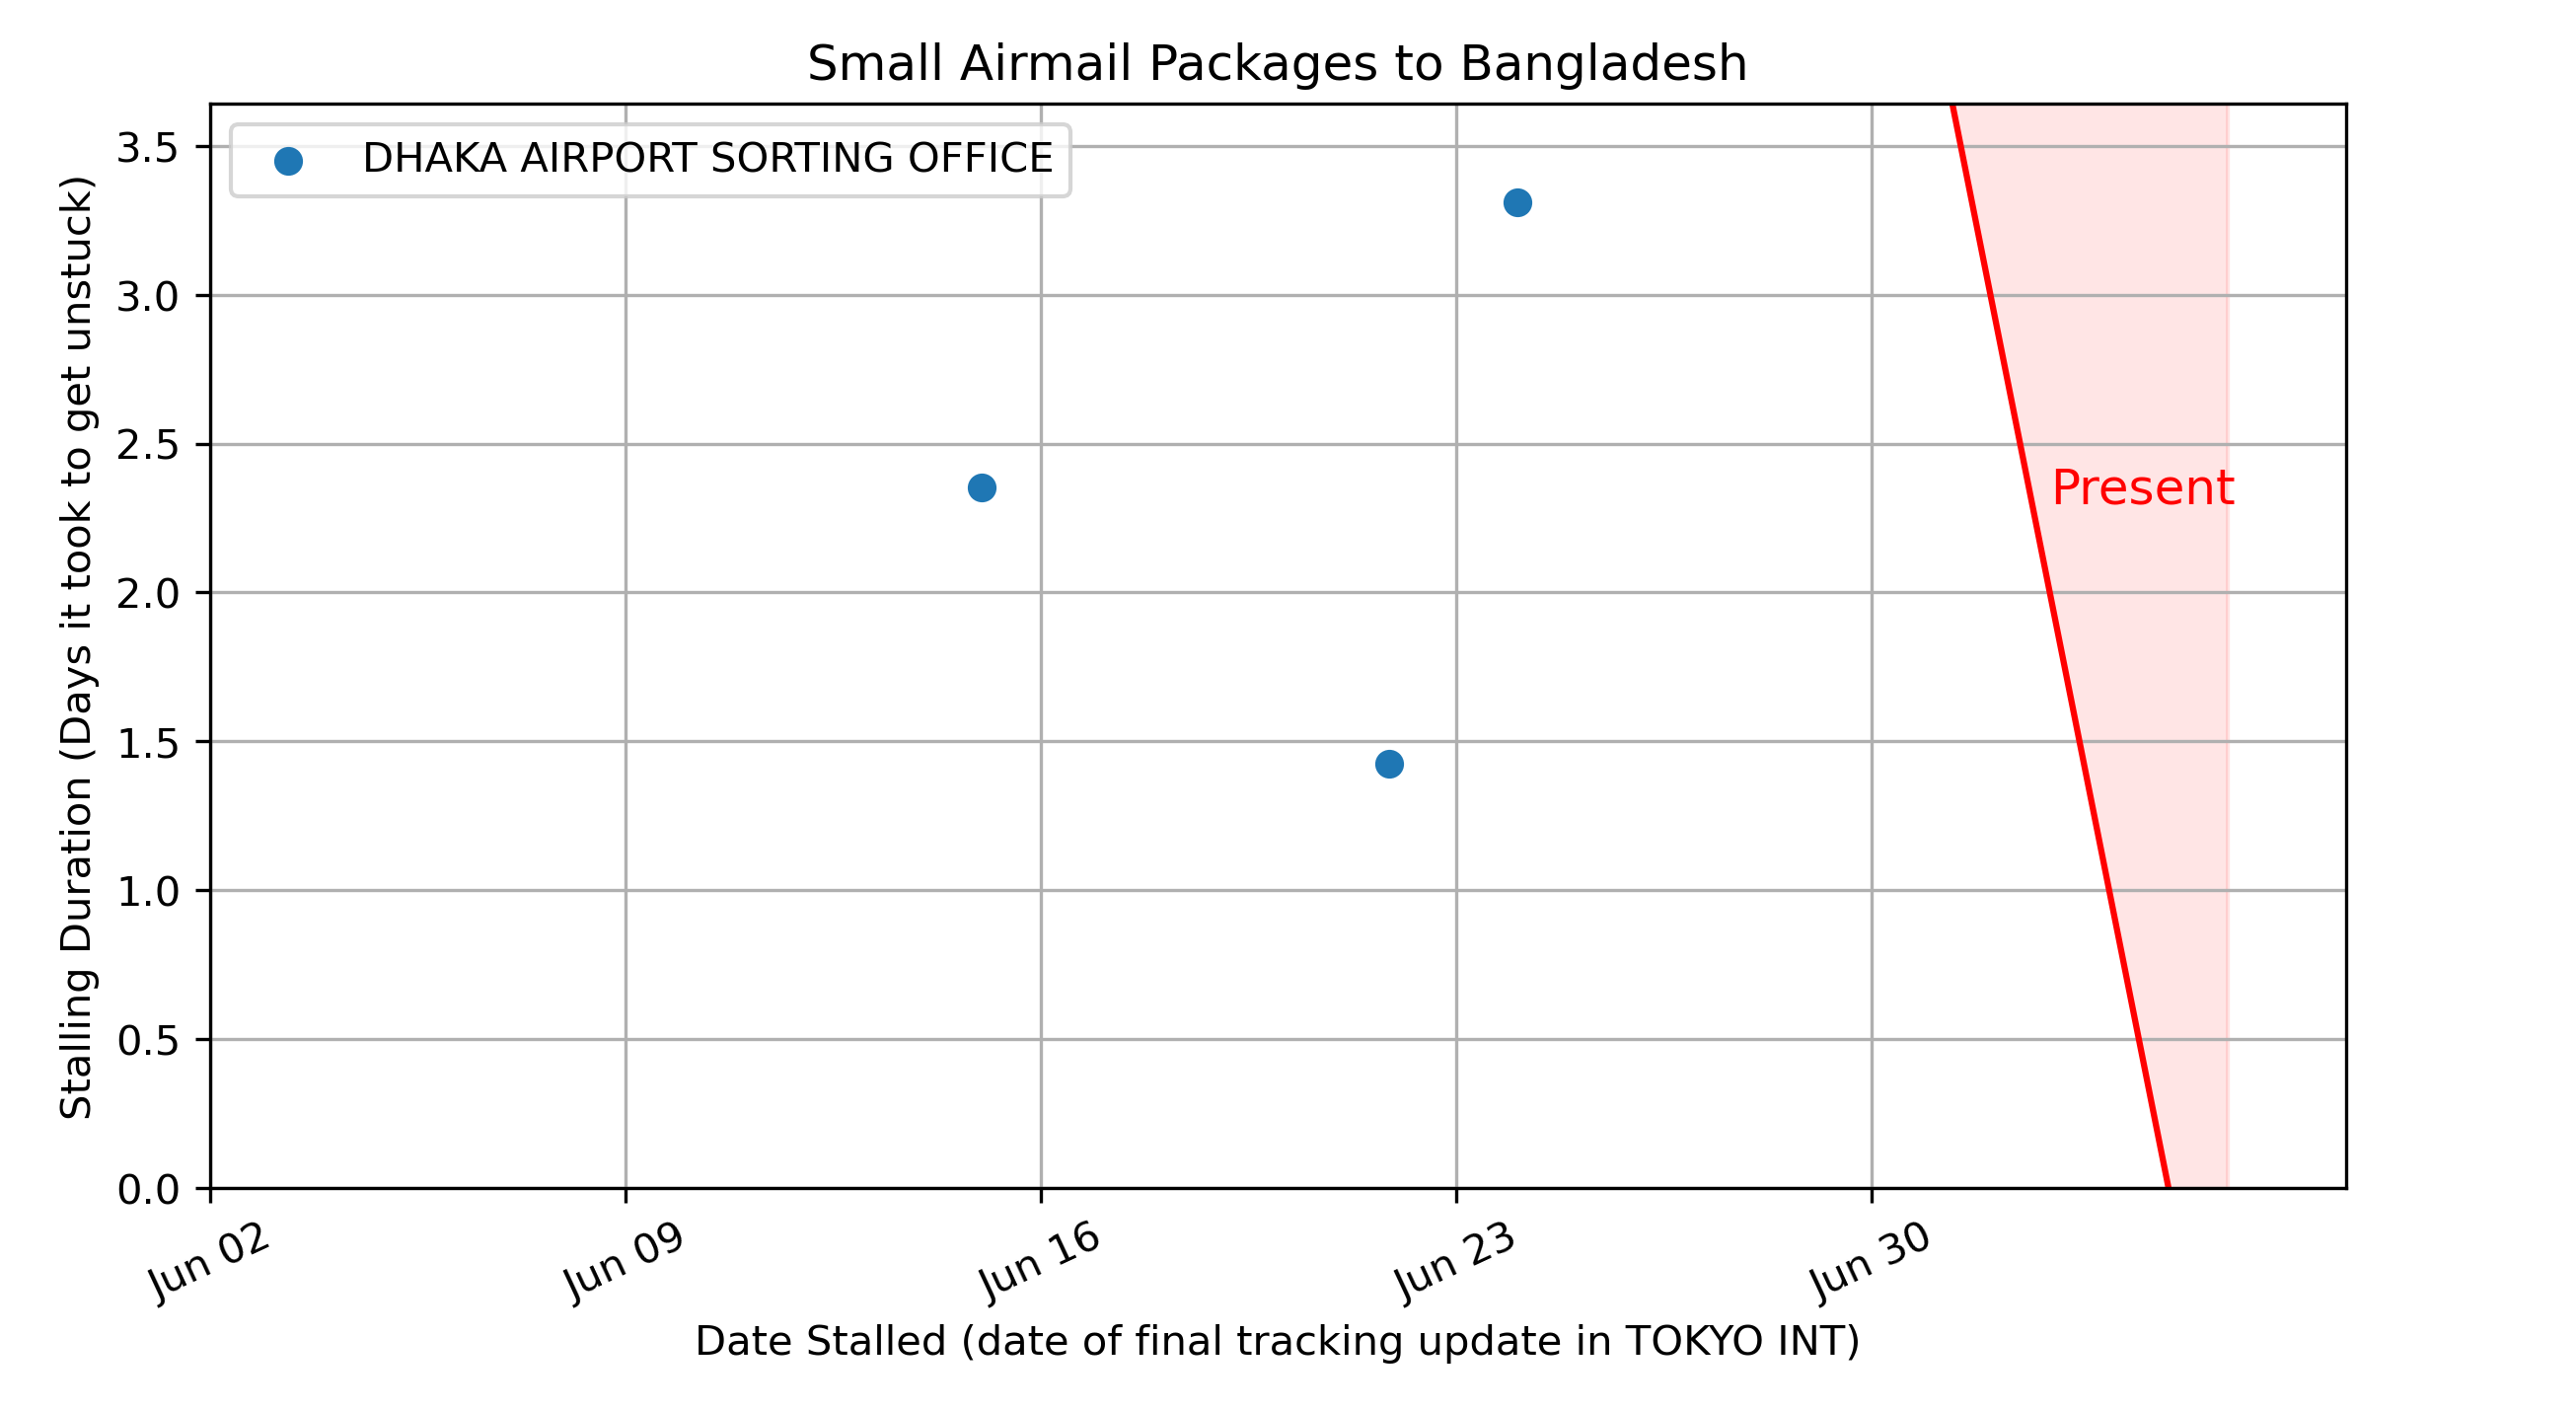 Small Airmail Packages to Bangladesh
DHAKA AIRPORT SORTING OFFICE
Stalling Duration (Days it took to get unstuck)
3.5
3.0
2.5
2.0
1.5
1.0
0.5
0.0
Present
Jun 02
Jun 09
Jun 16
Jun 23
Jun 30
Date Stalled (date of final tracking update in TOKYO INT)